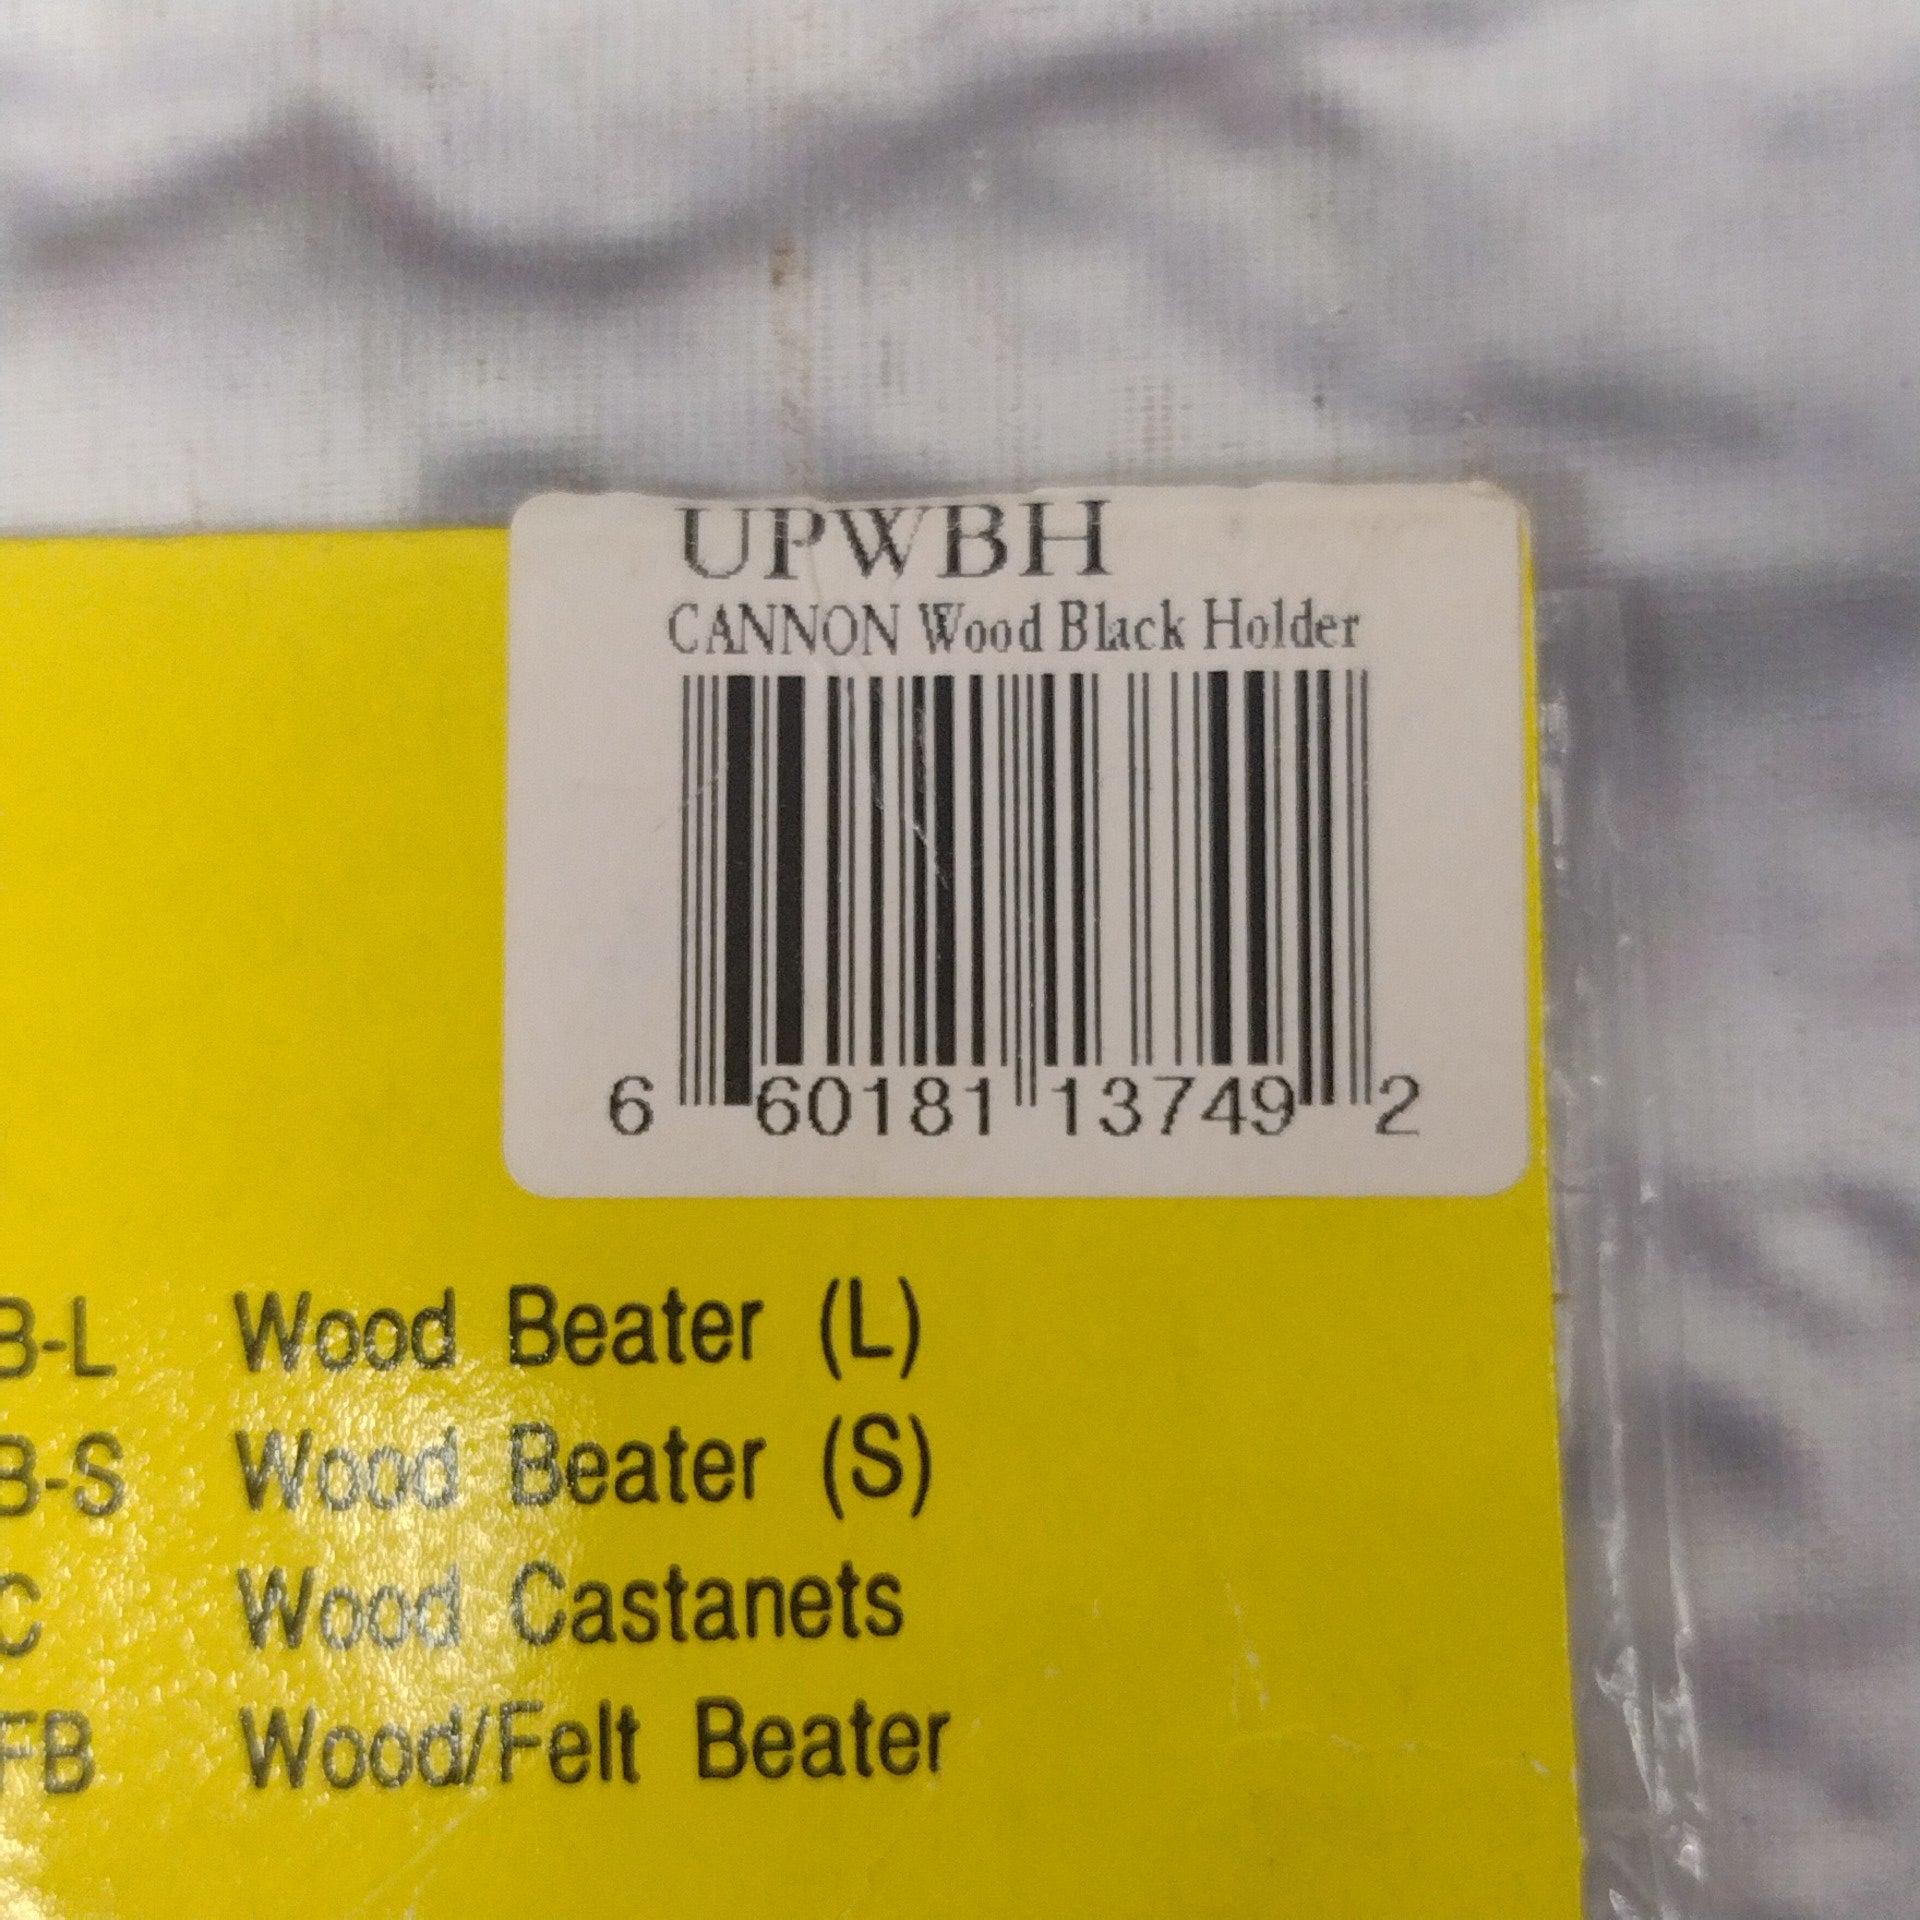 UPWBH
CANNON Wood Black Holder
6 60181 13749 2
B-L Wood Beater (L)
B-S Wood Beater (S)
C Wood Castanets
FB Wood/Felt Beater